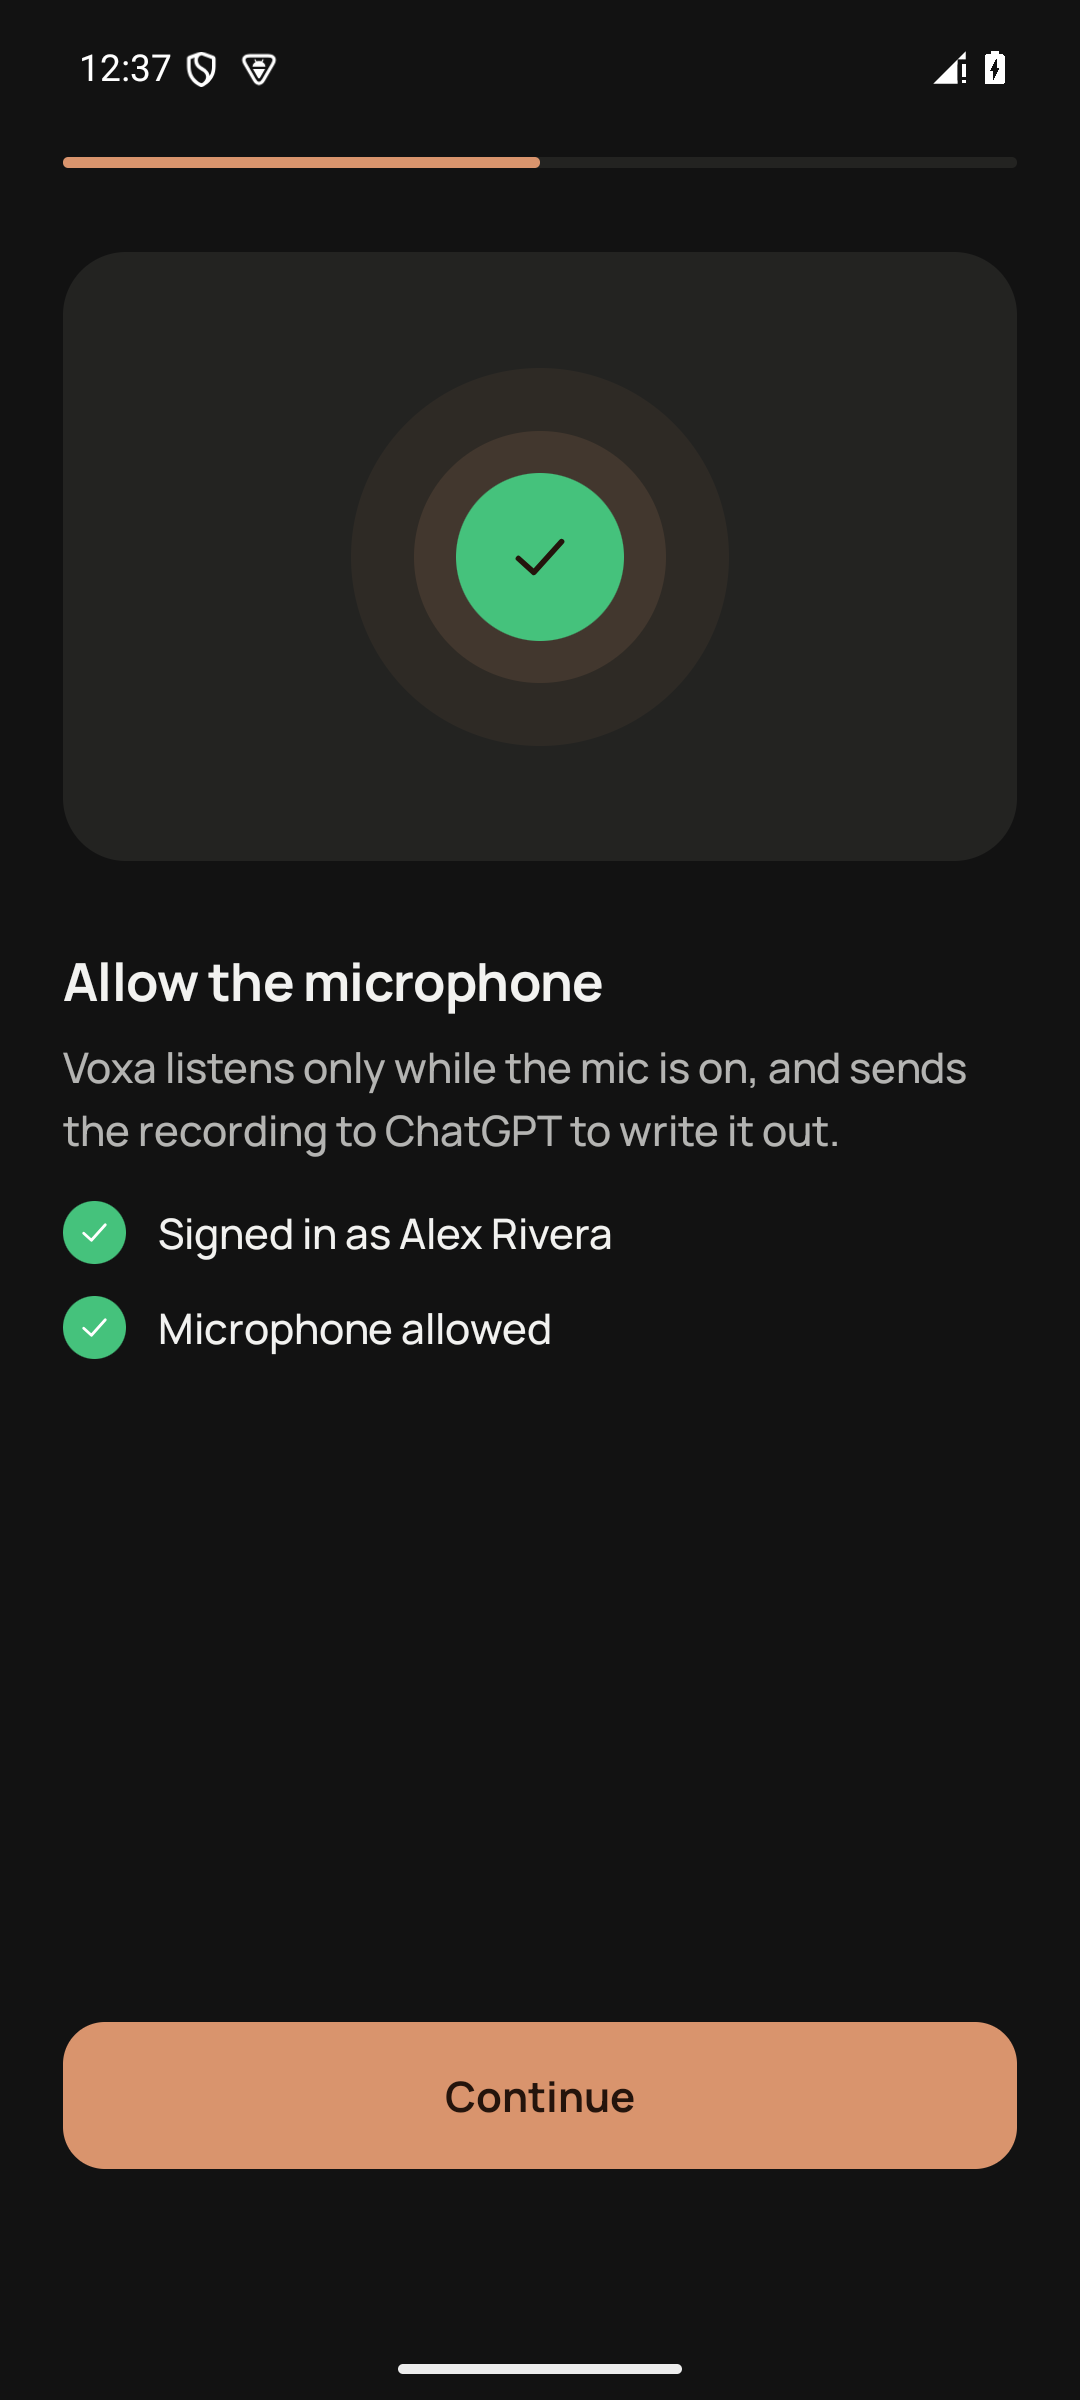 12:37
Allow the microphone
Voxa listens only while the mic is on, and sends
the recording to ChatGPT to write it out.
Signed in as Alex Rivera
Microphone allowed
Continue